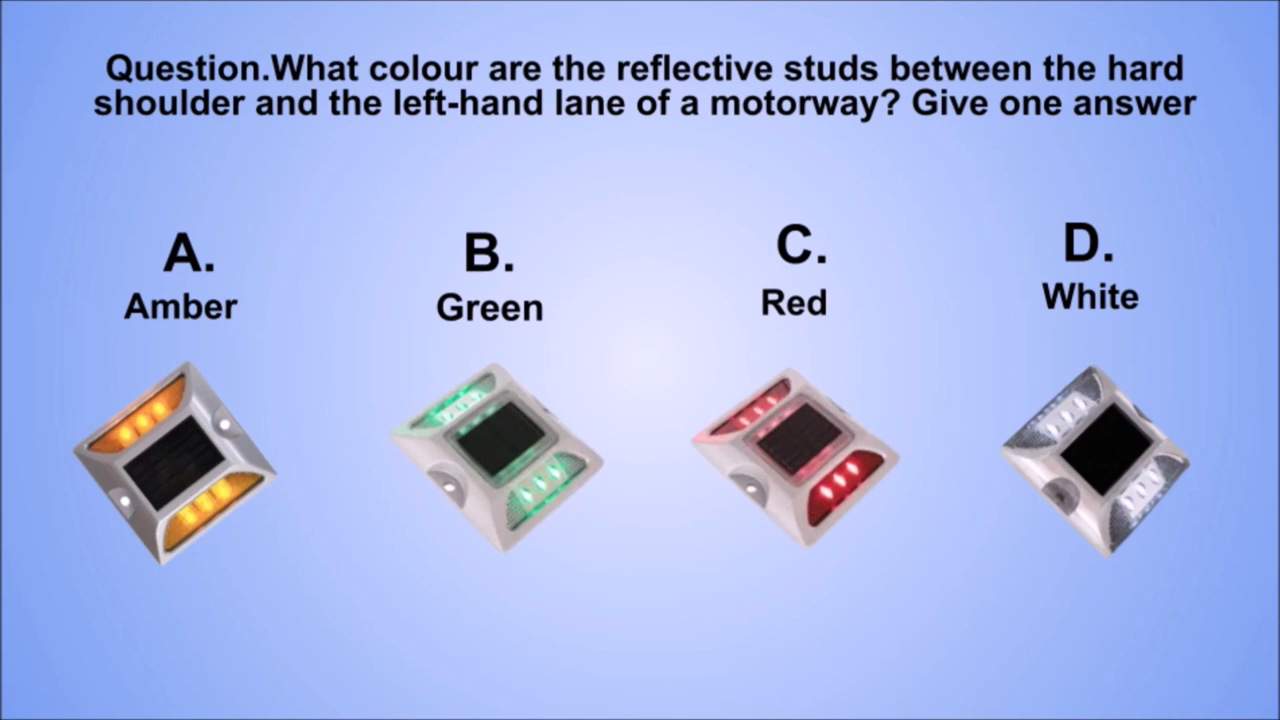 Question.What colour are the reflective studs between the hard
shoulder and the left-hand lane of a motorway? Give one answer
A.
B.
C.
D.
Amber
Green
Red
White